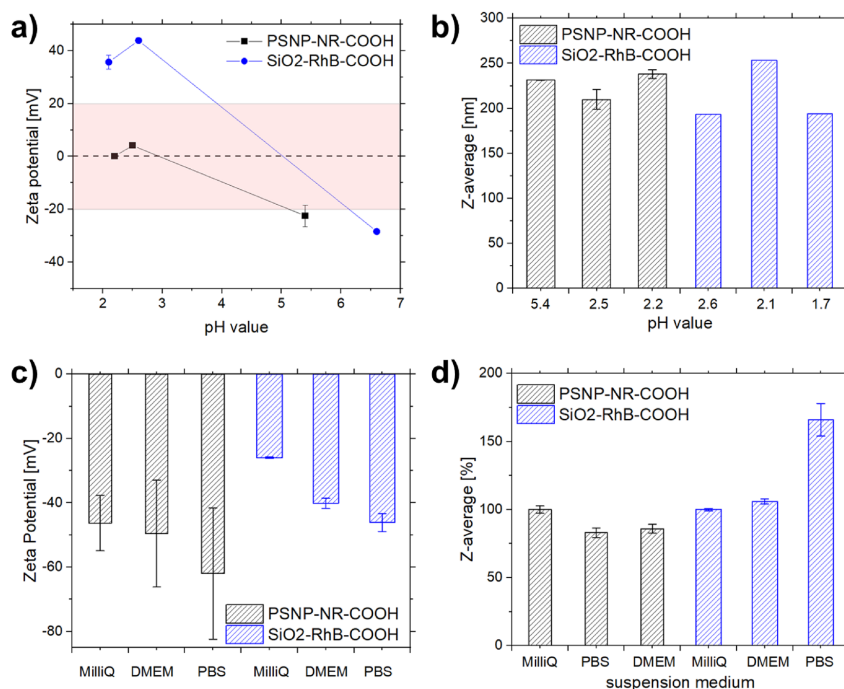 a)
PSNP-NR-COOH
SiO2-RhB-COOH
Zeta potential [mV]
40
20
0
-20
-40
2 3 4 5 6 7
pH value
b)
PSNP-NR-COOH
SiO2-RhB-COOH
Z-average [nm]
300
250
200
150
100
50
0
5.4 2.5 2.2 2.6 2.1 1.7
pH value
c)
Zeta Potential [mV]
0
-20
-40
-60
-80
PSNP-NR-COOH
SiO2-RhB-COOH
MilliQ DMEM PBS MilliQ DMEM PBS
d)
PSNP-NR-COOH
SiO2-RhB-COOH
Z-average [%]
200
150
100
50
0
MilliQ PBS DMEM MilliQ DMEM PBS
suspension medium